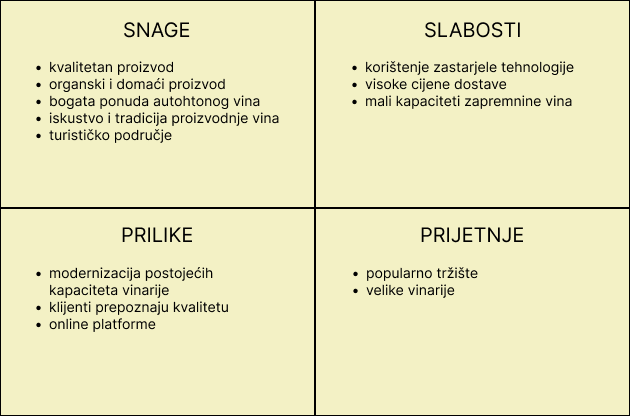 SNAGE
• kvalitetan proizvod
• organski i domaći proizvod
• bogata ponuda autohtonog vina
• iskustvo i tradicija proizvodnje vina
• turističko područje
SLABOSTI
• korištenje zastarjele tehnologije
• visoke cijene dostave
• mali kapaciteti zapremnine vina
PRILIKE
• modernizacija postojećih
kapaciteta vinarije
• klijenti prepoznaju kvalitetu
• online platforme
PRIJETNJE
• popularno tržište
• velike vinarije